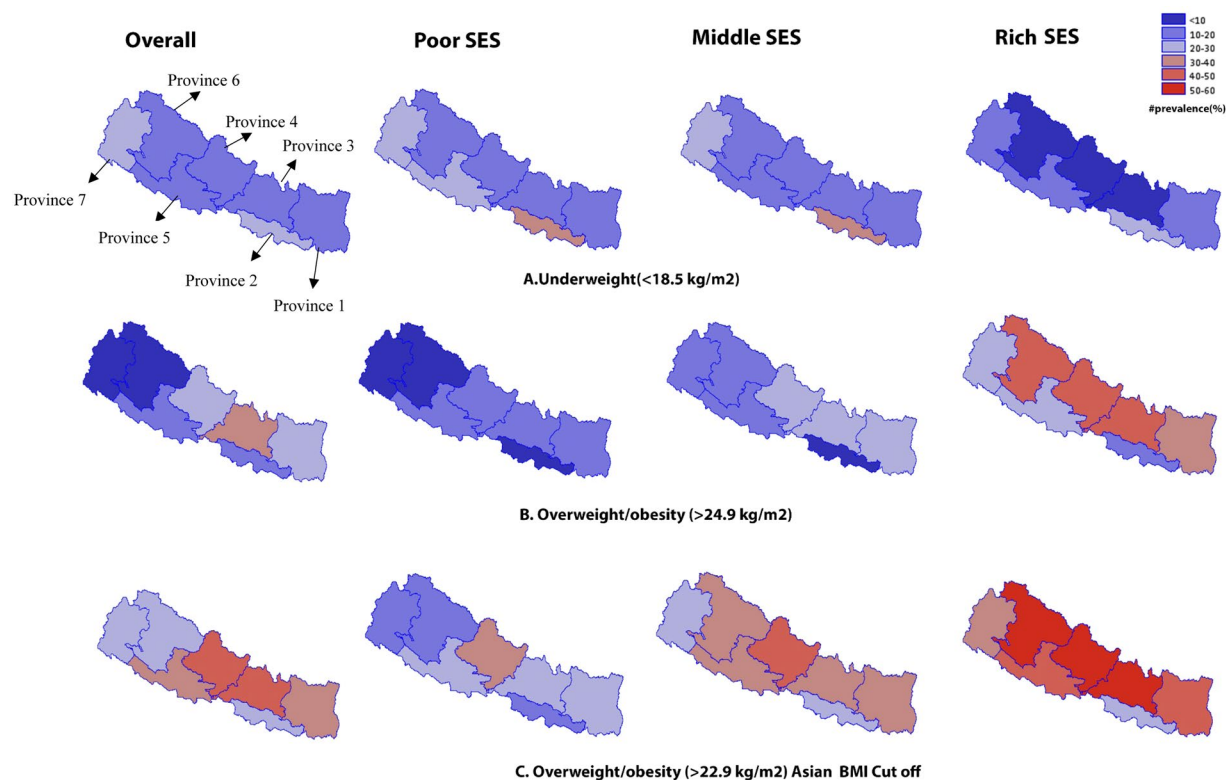 Overall
Poor SES
Middle SES
Rich SES
<10
10-20
20-30
30-40
40-50
50-60
#prevalence(%)
Province 6
Province 4
Province 3
Province 7
Province 5
Province 2
Province 1
A.Underweight(<18.5 kg/m2)
B. Overweight/obesity (>24.9 kg/m2)
C. Overweight/obesity (>22.9 kg/m2) Asian BMI Cut off